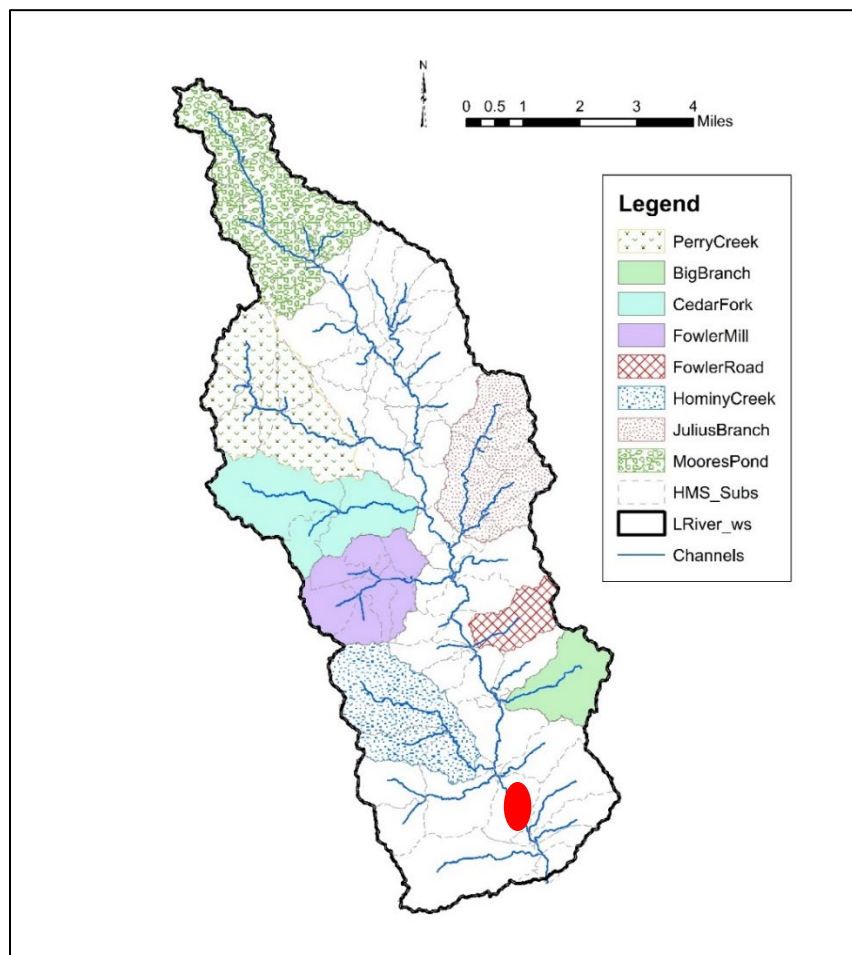 N
0 0.5 1 2 3 4
Miles
Legend
PerryCreek
BigBranch
CedarFork
FowlerMill
FowlerRoad
HominyCreek
JuliusBranch
MooresPond
HMS_Subs
LRiver_ws
Channels